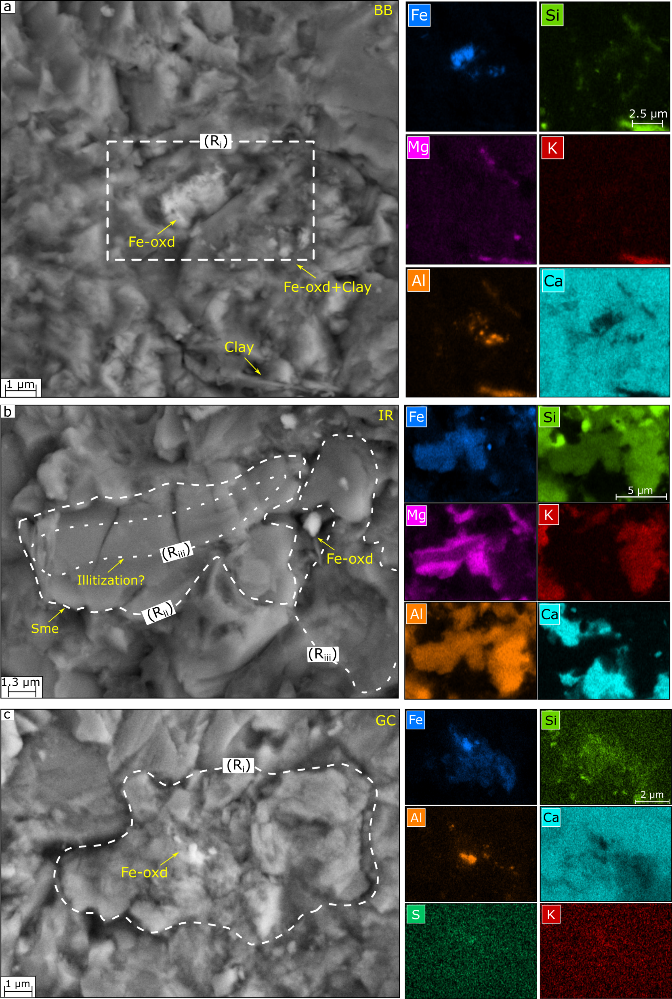 a
BB
(Ri)
Fe-oxd
Fe-oxd+Clay
Clay
1 µm
Fe
Si
2.5 µm
Mg
K
Al
Ca
b
IR
(Riii)
Fe-oxd
Illitization?
(Rii)
Sme
(Riii)
1.3 µm
Fe
Si
5 µm
Mg
K
Al
Ca
c
GC
(Ri)
Fe-oxd
1 µm
Fe
Si
2 µm
Al
Ca
S
K